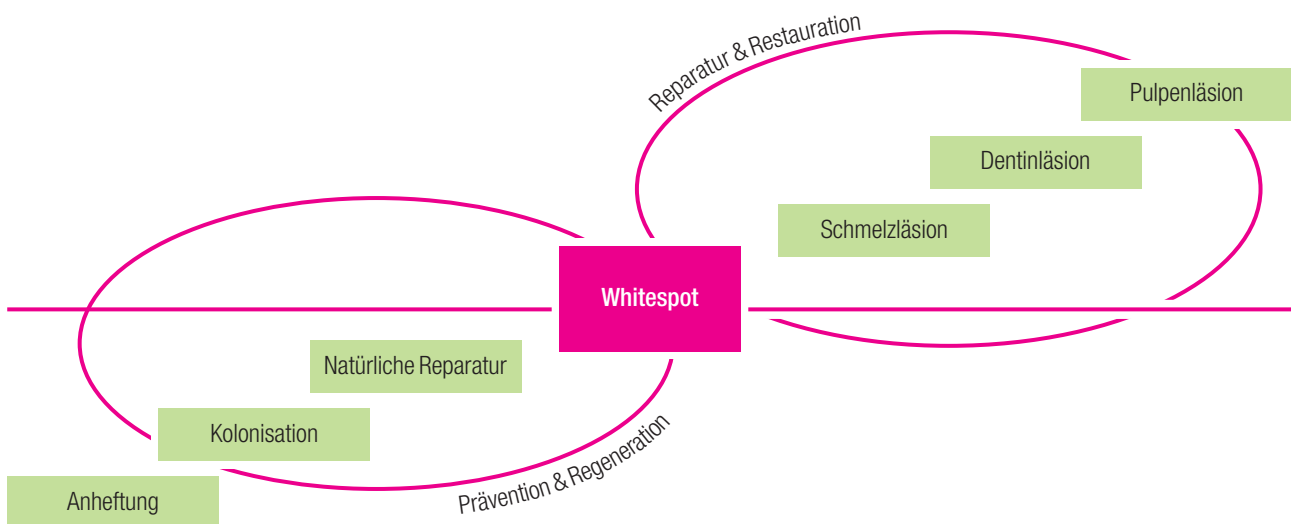 Reparatur & Restauration
Pulpenläsion
Dentinläsion
Schmelzläsion
Whitespot
Natürliche Reparatur
Kolonisation
Prävention & Regeneration
Anheftung